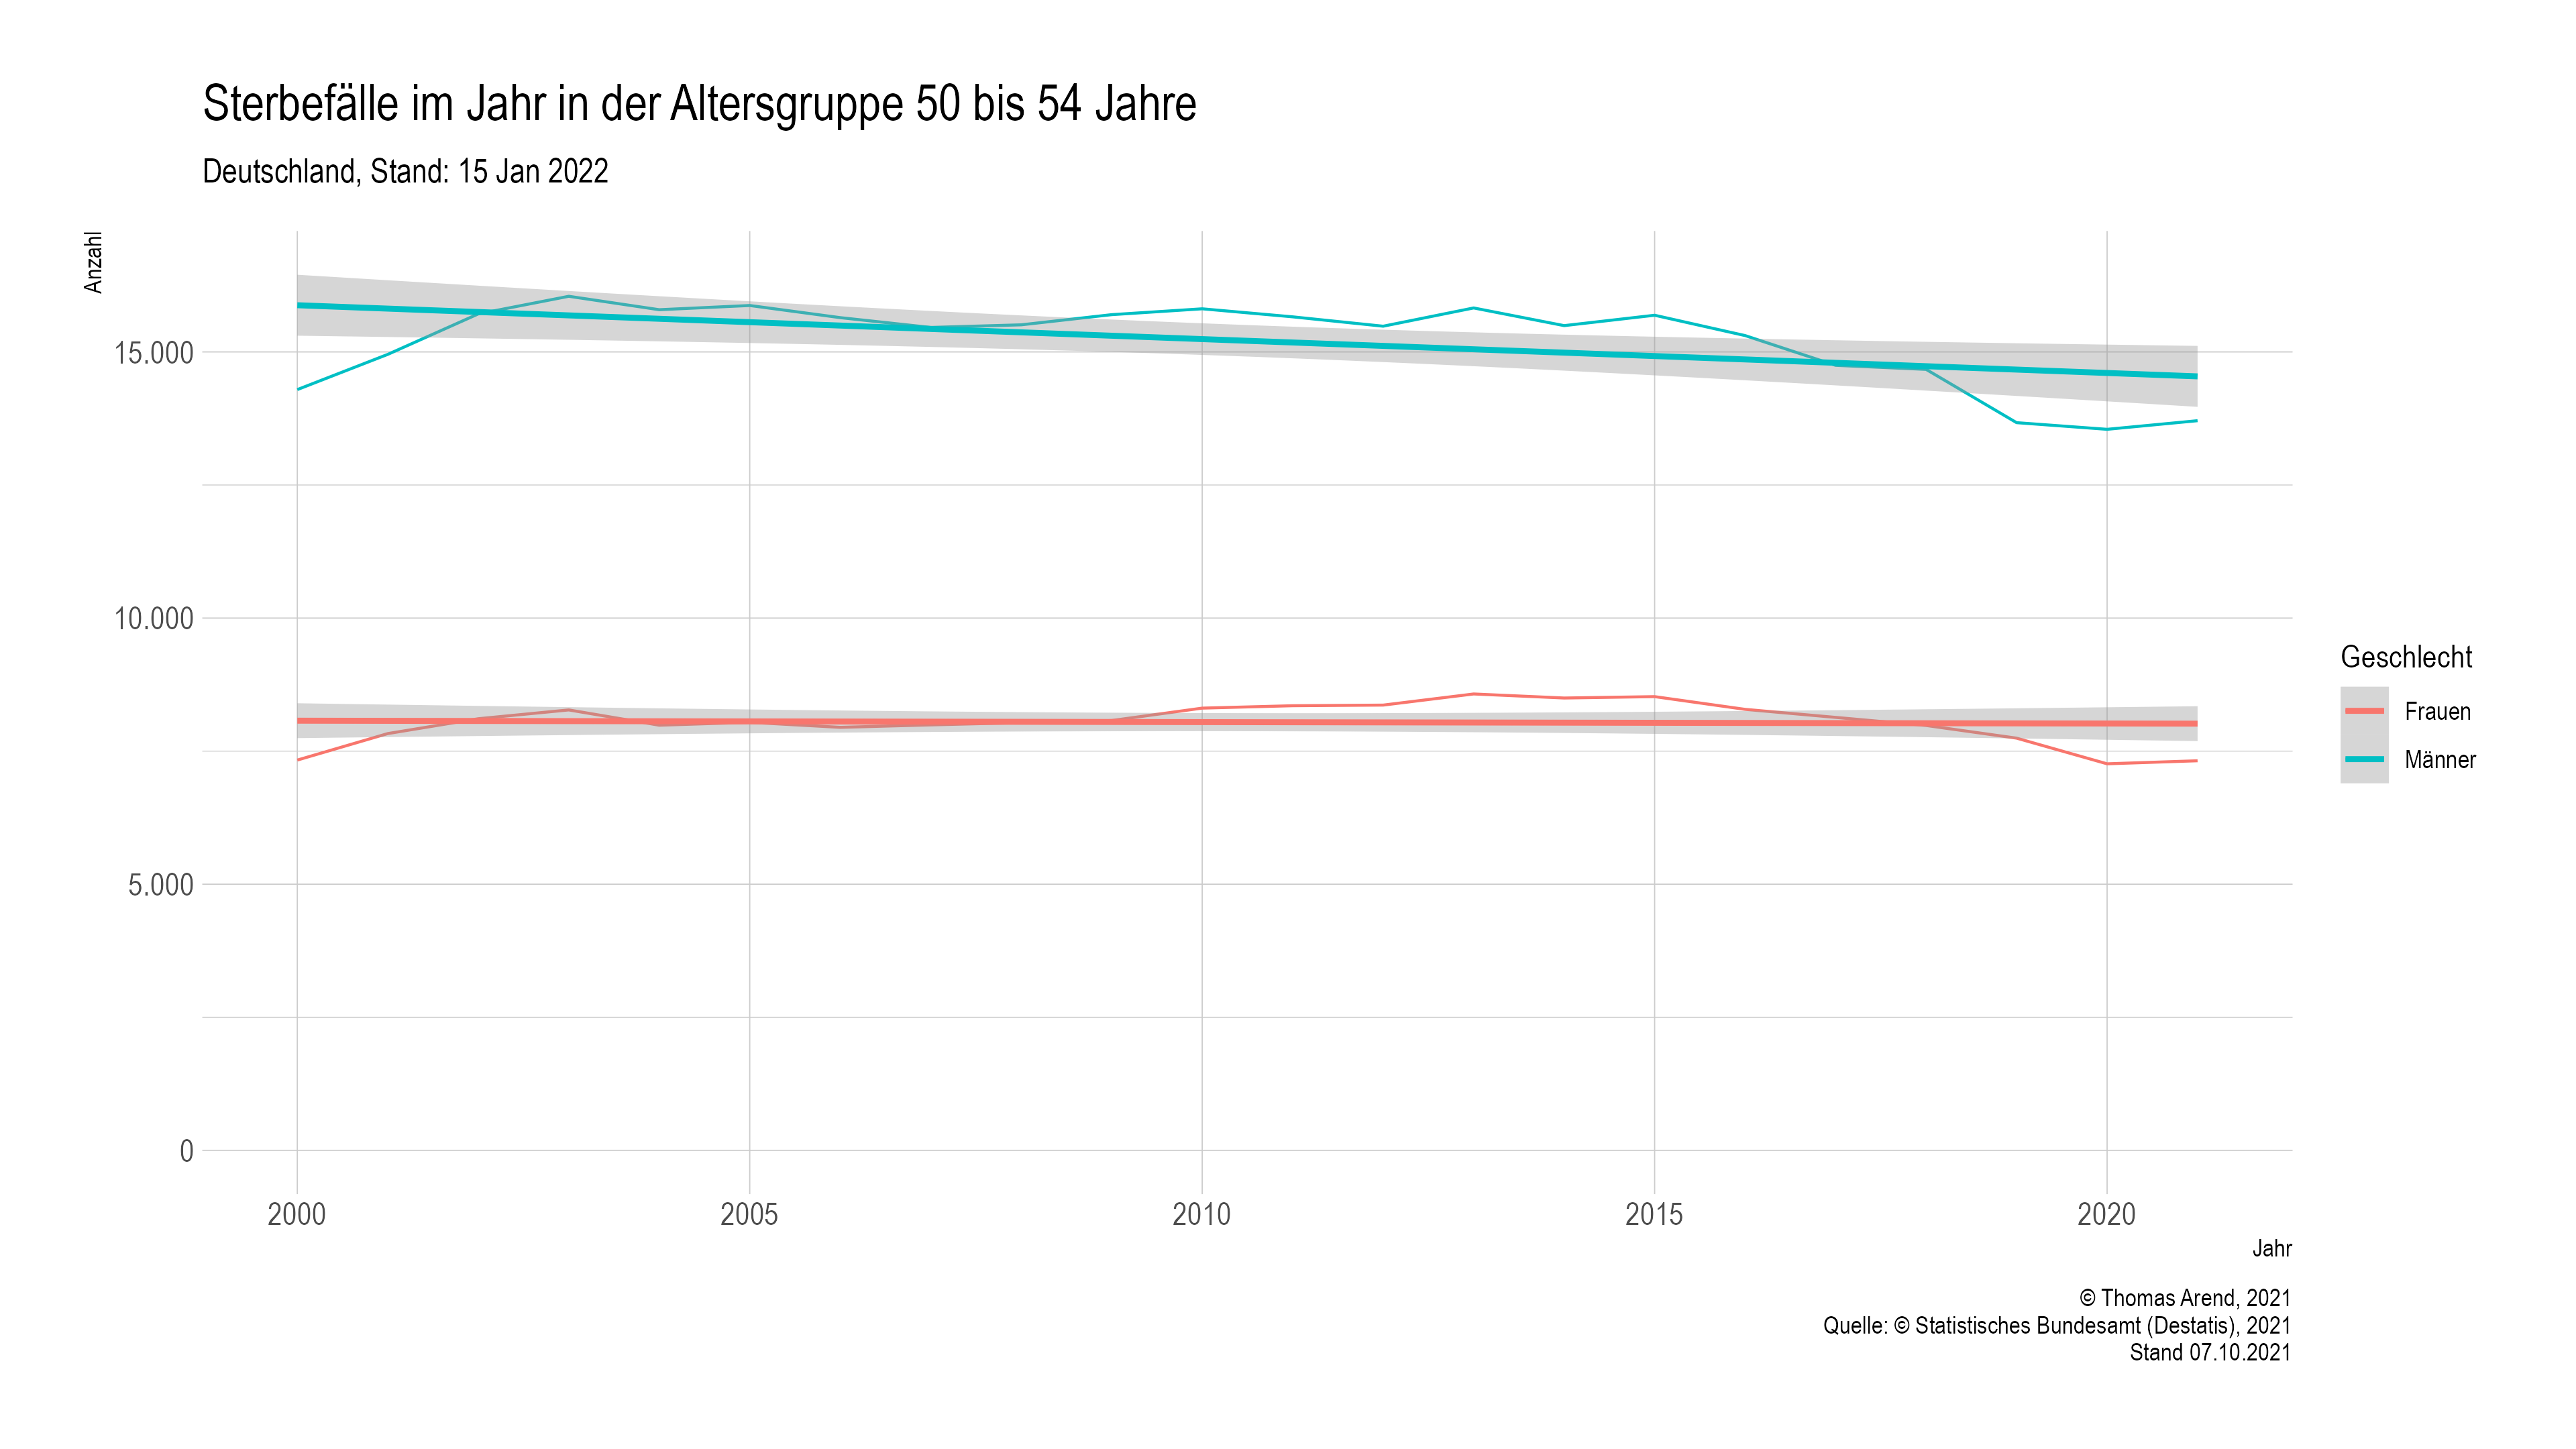 Sterbefälle im Jahr in der Altersgruppe 50 bis 54 Jahre
Deutschland, Stand: 15 Jan 2022
Anzahl
15.000
10.000
5.000
0
2000
2005
2010
2015
2020
Jahr
Geschlecht
Frauen
Männer
© Thomas Arend, 2021
Quelle: © Statistisches Bundesamt (Destatis), 2021
Stand 07.10.2021